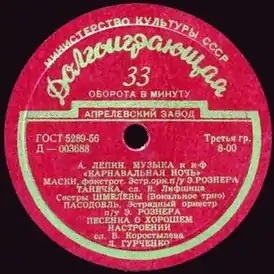 МИНИСТЕРСТВО КУЛЬТУРЫ СССР
Долгоиграющая
33
ОБОРОТА В МИНУТУ
АПРЕЛЕВСКИЙ ЗАВОД
ГОСТ 5289-56
Д — 003688
Третья гр.
8-00
А. ЛЕПИН. МУЗЫКА из к-ф
«КАРНАВАЛЬНАЯ НОЧЬ»
МАСКИ, фокстрот. Эстр.орк.п/у Э.РОЗНЕРА
ТАНЕЧКА, сл. В. Лифшица
Сестры ШМЕЛЕВЫ (Вокальное трио)
ПАСОДОБЛЬ. Эстрадный оркестр
п/у Э. РОЗНЕРА
ПЕСЕНКА О ХОРОШЕМ
НАСТРОЕНИИ
сл. В. Коростылева
Л. ГУРЧЕНКО